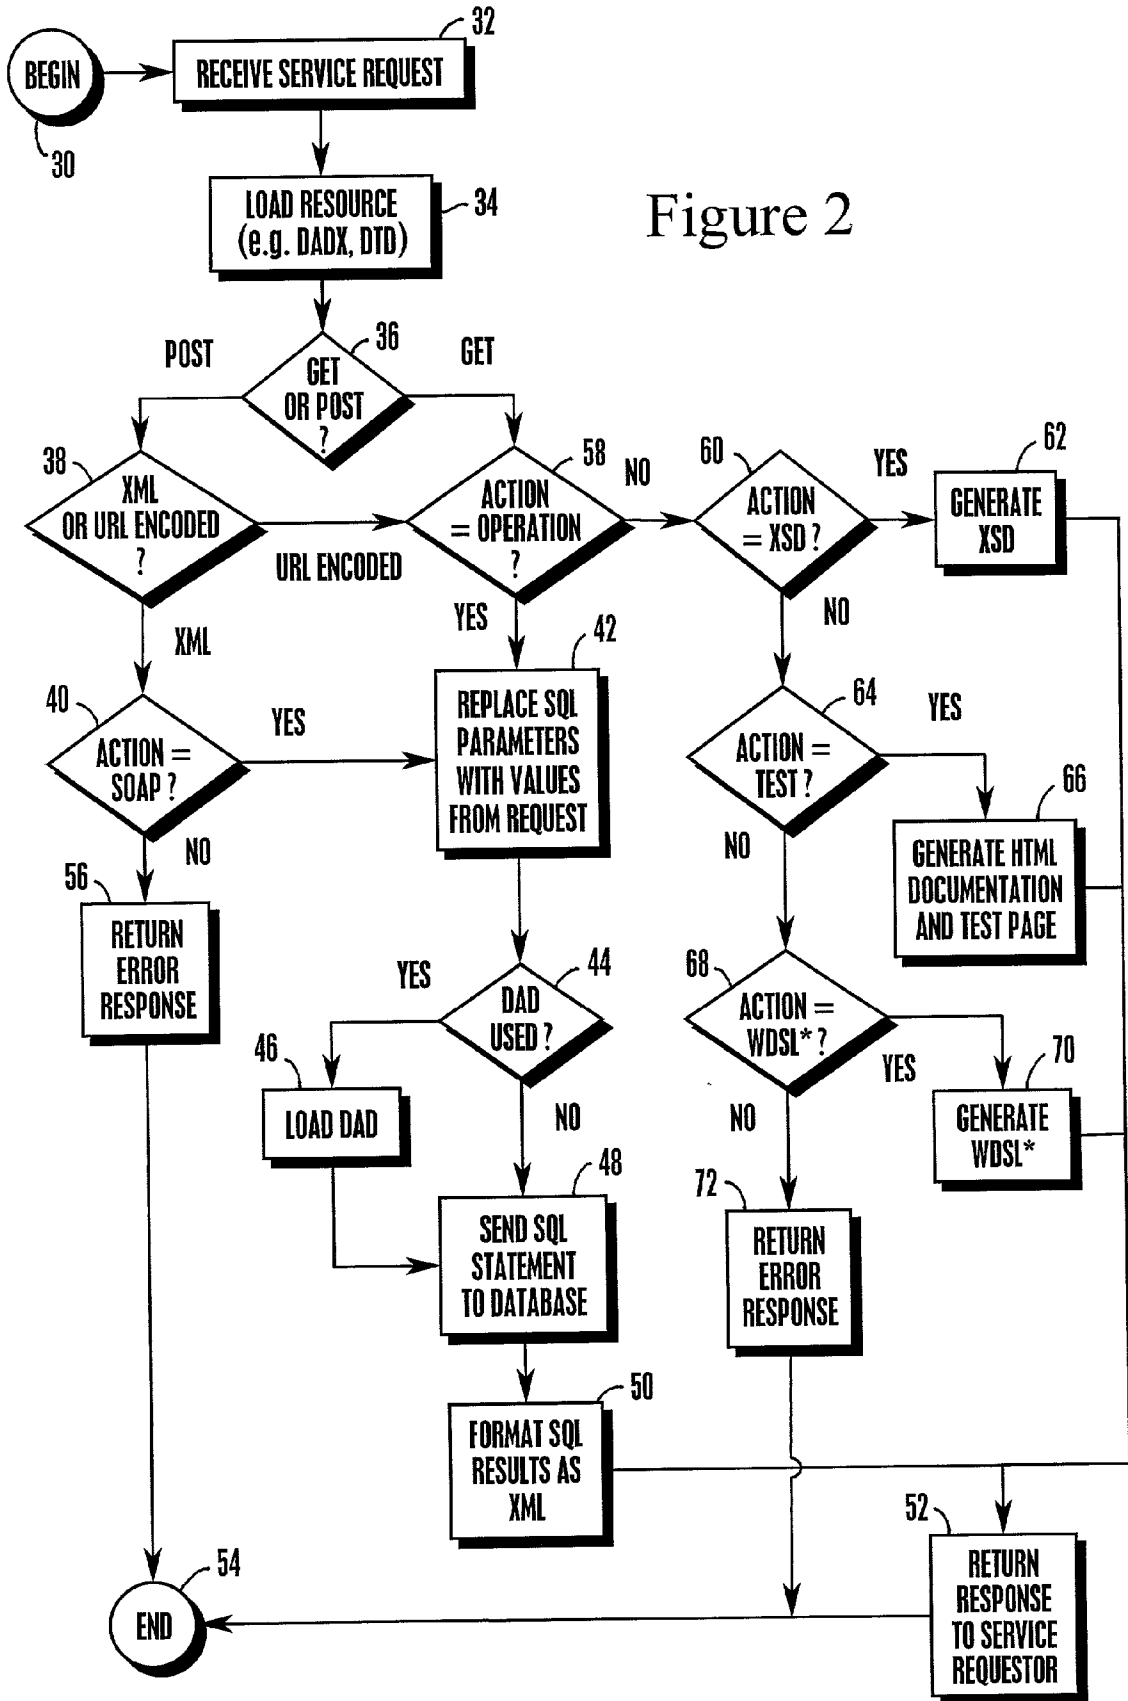 32
BEGIN
RECEIVE SERVICE REQUEST
30
LOAD RESOURCE
(e.g. DADX, DTD)
34
Figure 2
36
POST
GET
GET
OR POST
?
38
XML
OR URL ENCODED
?
URL ENCODED
58
ACTION
= OPERATION
?
NO
60
ACTION
= XSD ?
YES
62
GENERATE
XSD
XML
YES
NO
40
ACTION =
SOAP ?
YES
42
REPLACE SQL
PARAMETERS
WITH VALUES
FROM REQUEST
64
ACTION =
TEST ?
YES
66
GENERATE HTML
DOCUMENTATION
AND TEST PAGE
NO
NO
56
RETURN
ERROR
RESPONSE
YES
44
DAD
USED ?
68
ACTION =
WDSL* ?
YES
70
GENERATE
WDSL*
46
LOAD DAD
NO
NO
48
SEND SQL
STATEMENT
TO DATABASE
72
RETURN
ERROR
RESPONSE
50
FORMAT SQL
RESULTS AS
XML
52
RETURN
RESPONSE
TO SERVICE
REQUESTOR
54
END